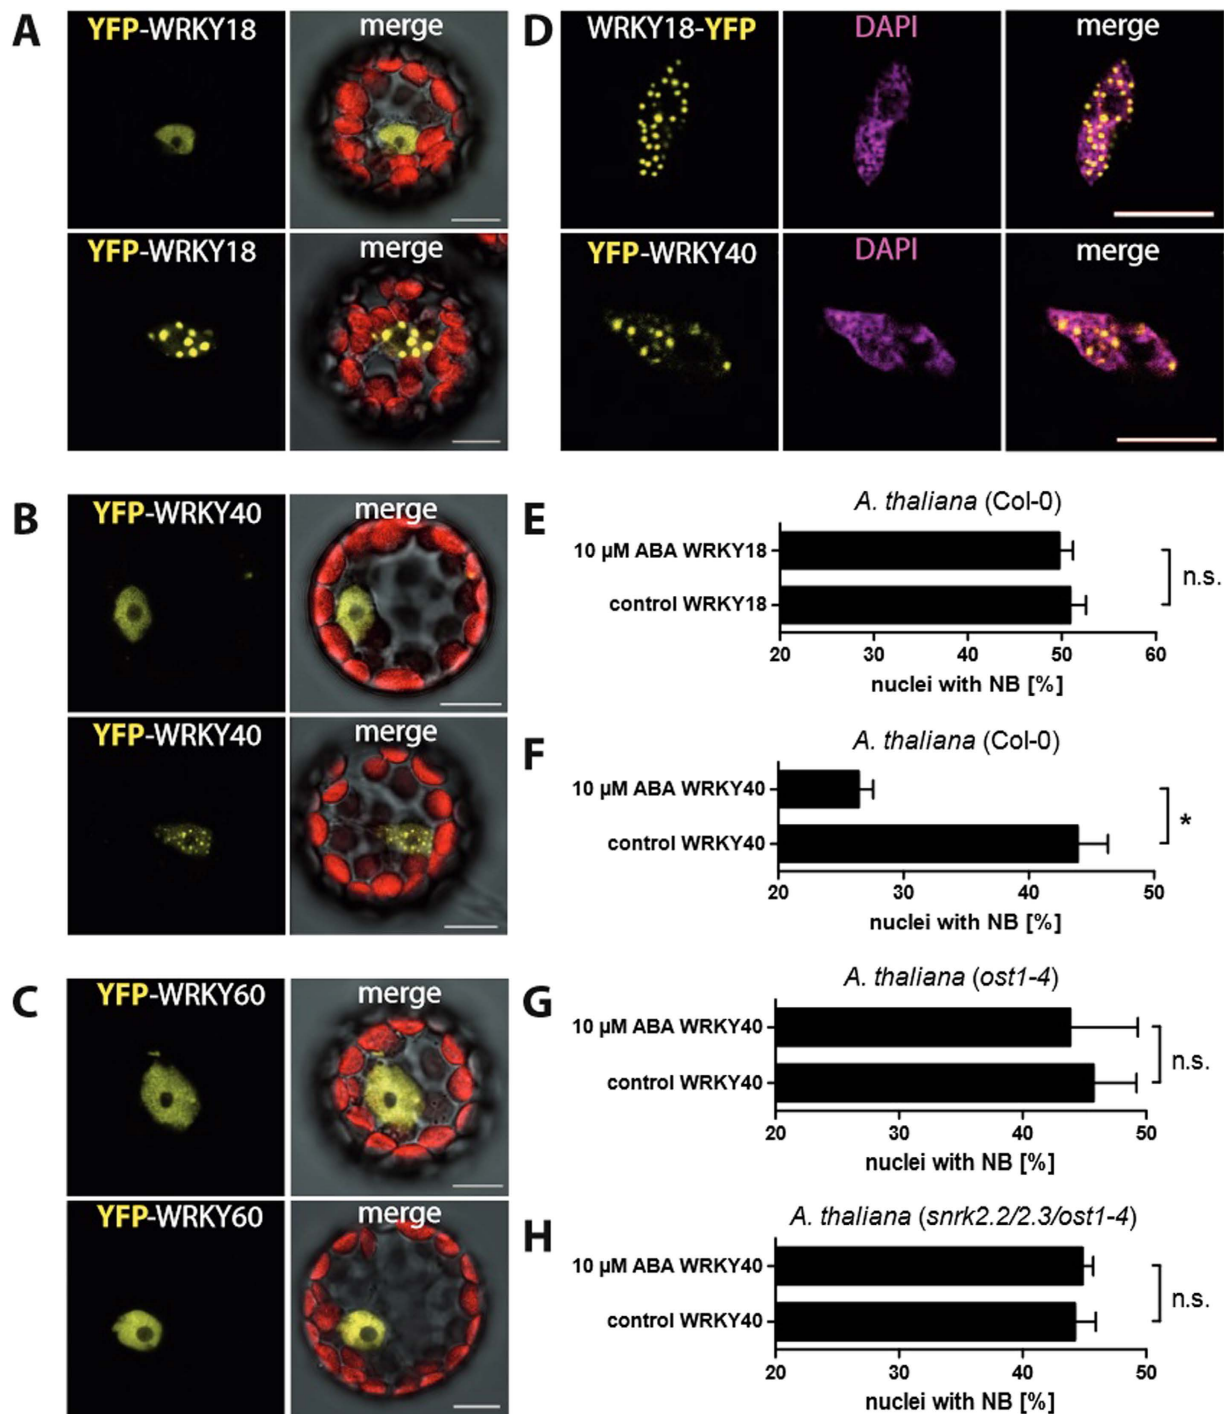 A
YFP-WRKY18
merge
YFP-WRKY18
merge
B
YFP-WRKY40
merge
YFP-WRKY40
merge
C
YFP-WRKY60
merge
YFP-WRKY60
merge
D
WRKY18-YFP
DAPI
merge
YFP-WRKY40
DAPI
merge
E
A. thaliana (Col-0)
10 µM ABA WRKY18
control WRKY18
n.s.
20 30 40 50 60
nuclei with NB [%]
F
A. thaliana (Col-0)
10 µM ABA WRKY40
control WRKY40
*
20 30 40 50
nuclei with NB [%]
G
A. thaliana (ost1-4)
10 µM ABA WRKY40
control WRKY40
n.s.
20 30 40 50
nuclei with NB [%]
H
A. thaliana (snrk2.2/2.3/ost1-4)
10 µM ABA WRKY40
control WRKY40
n.s.
20 30 40 50
nuclei with NB [%]